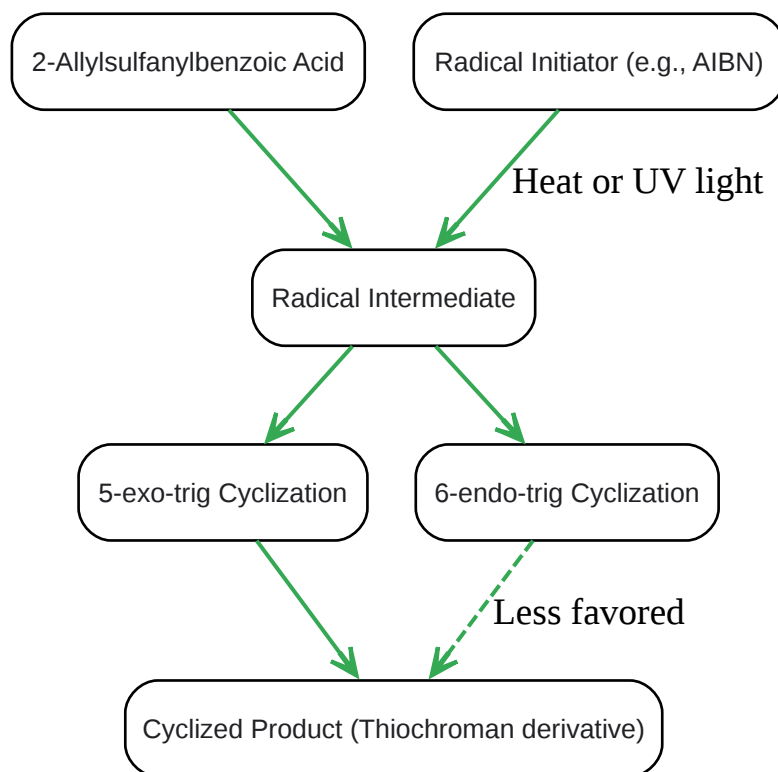 2-Allylsulfanylbenzoic Acid
Radical Initiator (e.g., AIBN)
Heat or UV light
Radical Intermediate
5-exo-trig Cyclization
6-endo-trig Cyclization
Less favored
Cyclized Product (Thiochroman derivative)